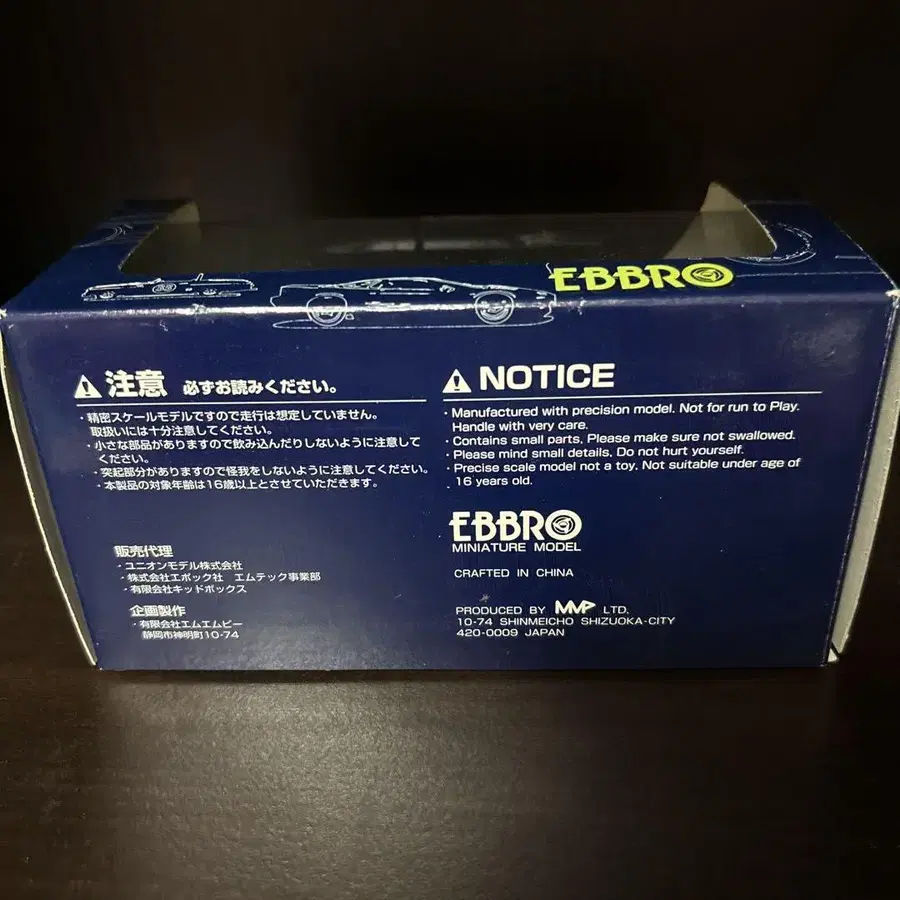 EBBRO
注意 必ずお読みください。
・精密スケールモデルですので走行は想定していません。
取扱いには十分注意してください。
・小さな部品がありますので飲み込んだりしないように注意して
ください。
・突起部分がありますので怪我をしないように注意してください。
・本製品の対象年齢は16歳以上とさせていただきます。
販売代理
・ユニオンモデル株式会社
・株式会社エポック社 エムテック事業部
・有限会社キッドボックス
企画製作
・有限会社エムエムピー
静岡市神明町10-74
NOTICE
・Manufactured with precision model. Not for run to Play.
Handle with very care.
・Contains small parts. Please make sure not swallowed.
・Please mind small details. Do not hurt yourself.
・Precise scale model not a toy. Not suitable under age of
16 years old.
EBBRO
MINIATURE MODEL
CRAFTED IN CHINA
PRODUCED BY MMP LTD.
10-74 SHINMEICHO SHIZUOKA-CITY
420-0009 JAPAN